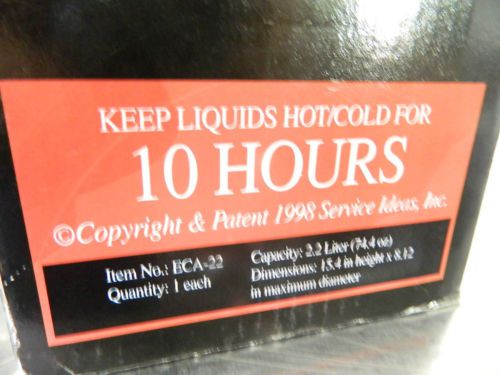 KEEP LIQUIDS HOT/COLD FOR
10 HOURS
©Copyright & Patent 1998 Service Ideas, Inc.
Item No.: ECA-22
Quantity: 1 each
Capacity: 2.2 Liter (74.4 oz)
Dimensions: 15.4 in height x 8.12
in maximum diameter